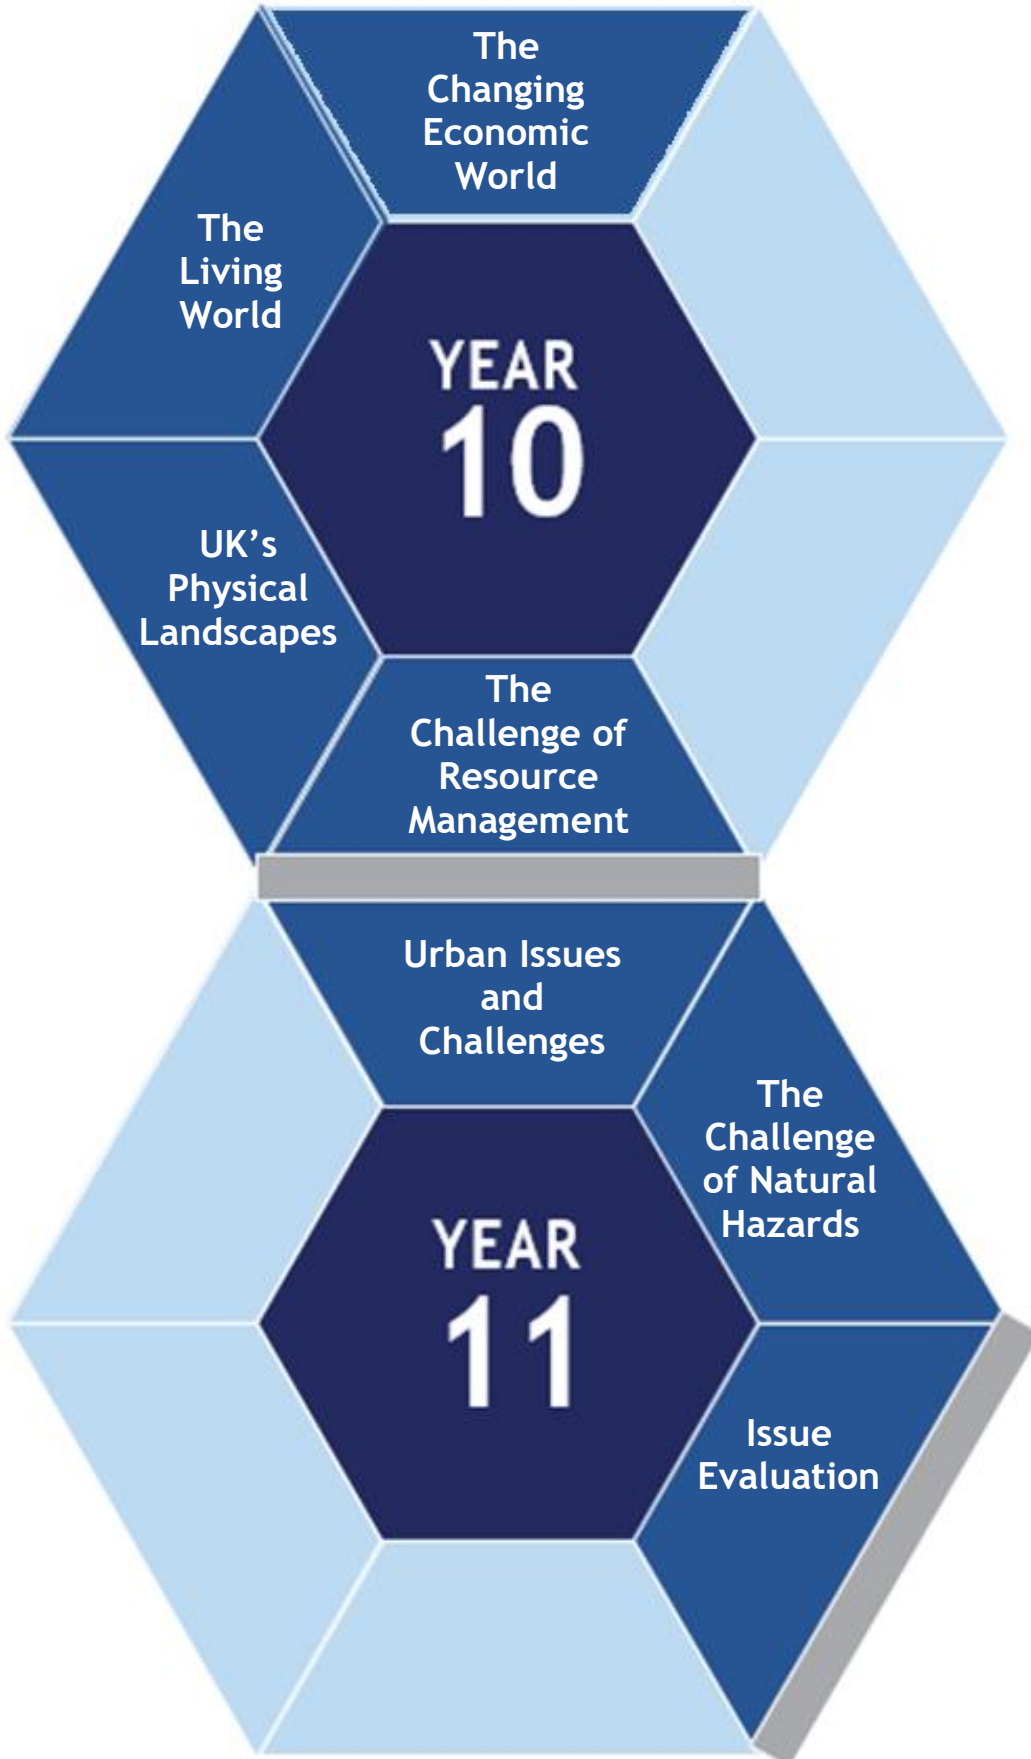 The
Changing
Economic
World
The
Living
World
YEAR
10
UK’s
Physical
Landscapes
The
Challenge of
Resource
Management
Urban Issues
and
Challenges
The
Challenge
of Natural
Hazards
YEAR
11
Issue
Evaluation